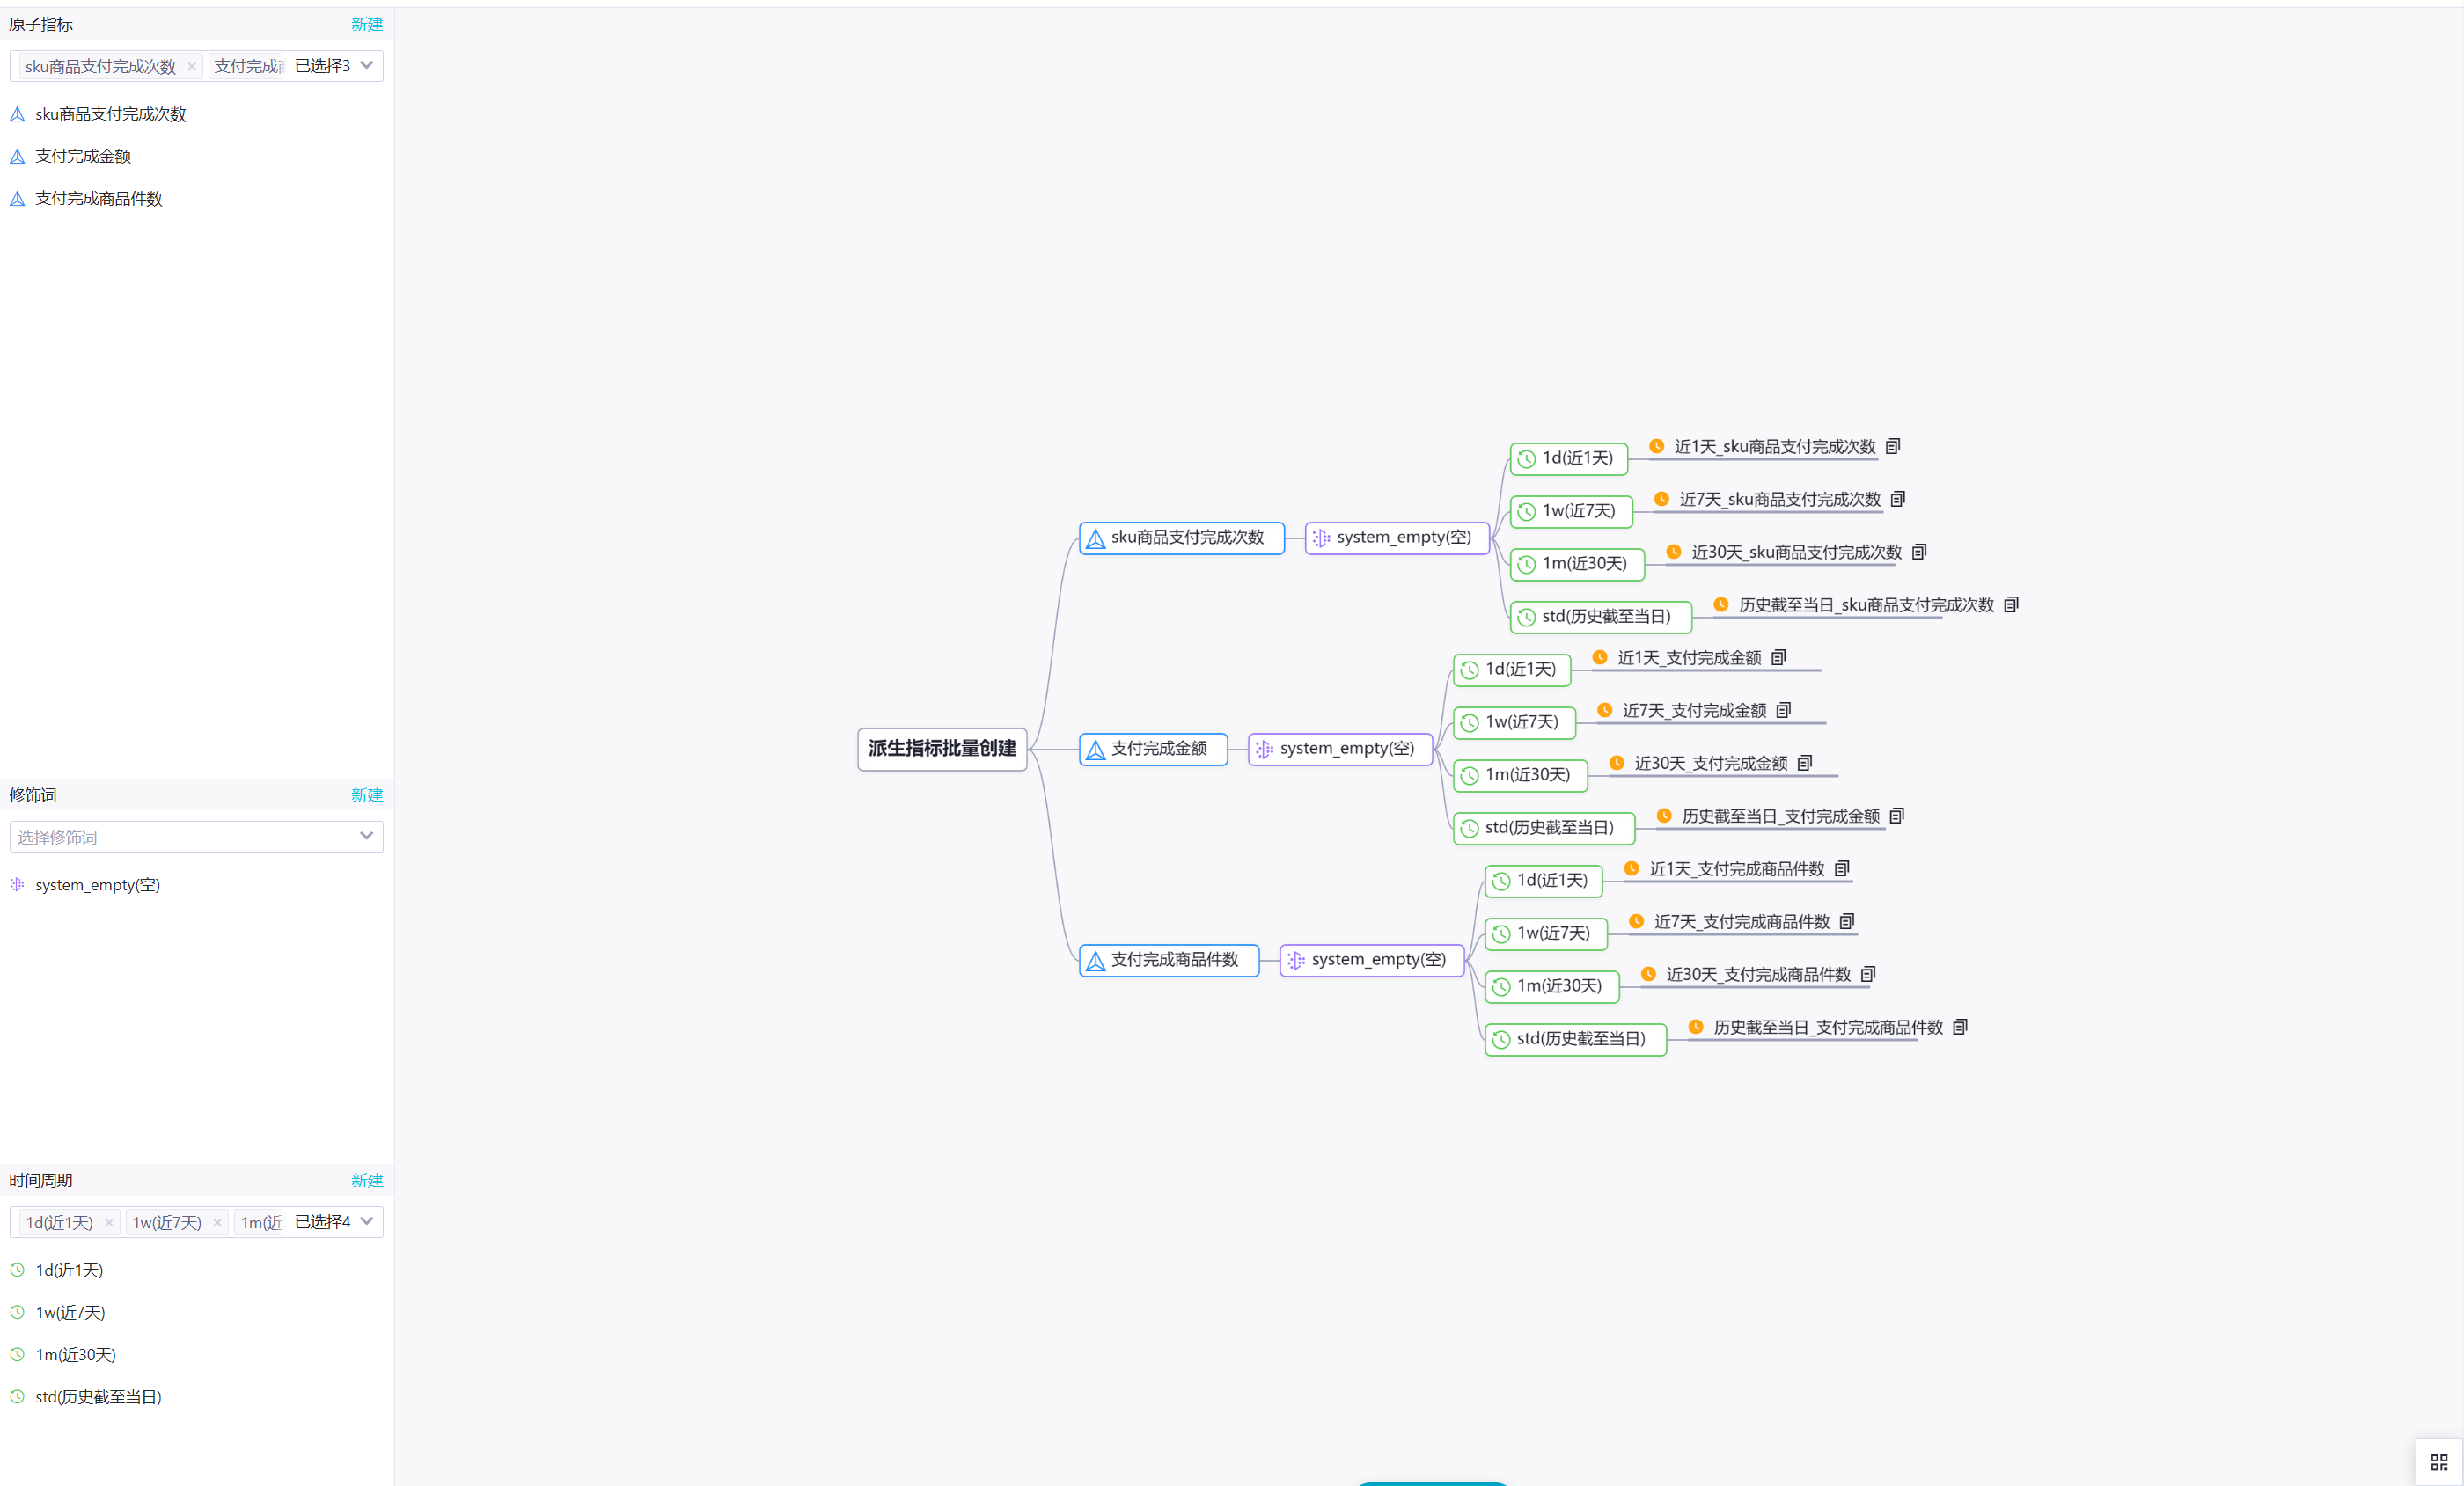 原子指标 新建
sku商品支付完成次数 × 支付完成 已选择3
sku商品支付完成次数
支付完成金额
支付完成商品件数
修饰词 新建
选择修饰词
system_empty(空)
时间周期 新建
1d(近1天) × 1w(近7天) × 1m(近 已选择4
1d(近1天)
1w(近7天)
1m(近30天)
std(历史截至当日)
派生指标批量创建
sku商品支付完成次数
system_empty(空)
1d(近1天)
近1天_sku商品支付完成次数
1w(近7天)
近7天_sku商品支付完成次数
1m(近30天)
近30天_sku商品支付完成次数
std(历史截至当日)
历史截至当日_sku商品支付完成次数
支付完成金额
system_empty(空)
1d(近1天)
近1天_支付完成金额
1w(近7天)
近7天_支付完成金额
1m(近30天)
近30天_支付完成金额
std(历史截至当日)
历史截至当日_支付完成金额
支付完成商品件数
system_empty(空)
1d(近1天)
近1天_支付完成商品件数
1w(近7天)
近7天_支付完成商品件数
1m(近30天)
近30天_支付完成商品件数
std(历史截至当日)
历史截至当日_支付完成商品件数